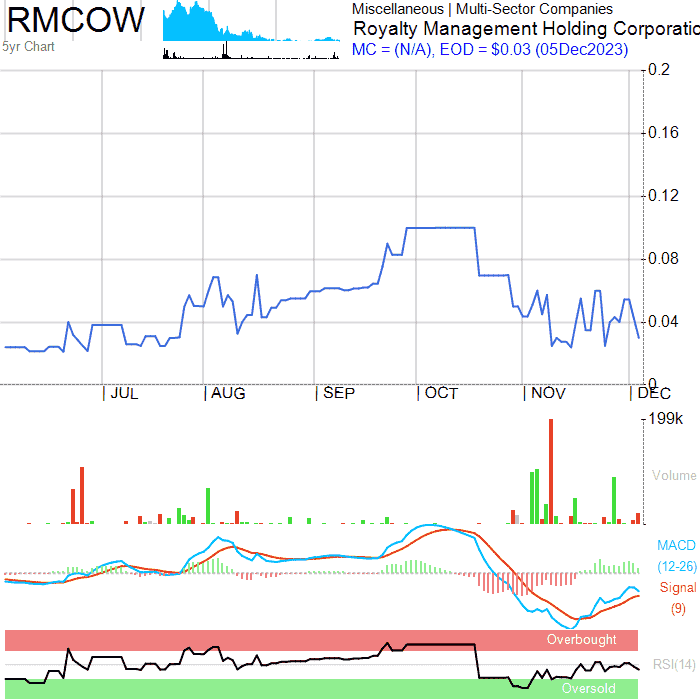 RMCOW
5yr Chart
Miscellaneous | Multi-Sector Companies
Royalty Management Holding Corporatio
MC = (N/A), EOD = $0.03 (05Dec2023)
0.2
0.16
0.12
0.08
0.04
0
| JUL | AUG | SEP | OCT | NOV | DEC
199k
Volume
MACD
(12-26)
Signal
(9)
Overbought
RSI(14)
Oversold